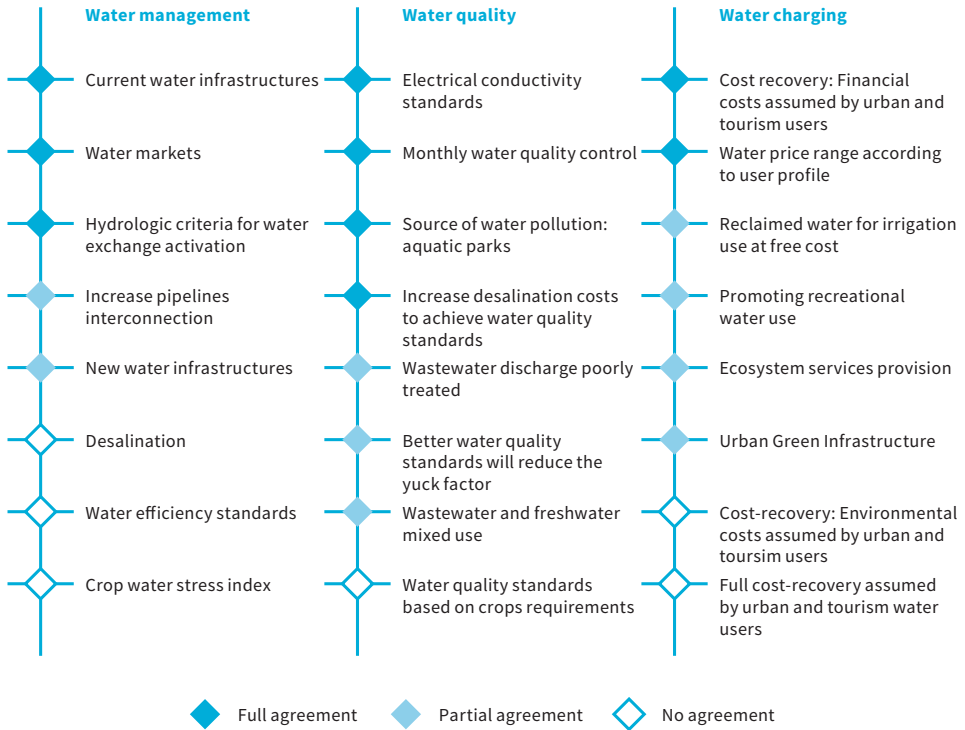 Water management
Current water infrastructures
Water markets
Hydrologic criteria for water
exchange activation
Increase pipelines
interconnection
New water infrastructures
Desalination
Water efficiency standards
Crop water stress index
Water quality
Electrical conductivity
standards
Monthly water quality control
Source of water pollution:
aquatic parks
Increase desalination costs
to achieve water quality
standards
Wastewater discharge poorly
treated
Better water quality
standards will reduce the
yuck factor
Wastewater and freshwater
mixed use
Water quality standards
based on crops requirements
Water charging
Cost recovery: Financial
costs assumed by urban and
tourism users
Water price range according
to user profile
Reclaimed water for irrigation
use at free cost
Promoting recreational
water use
Ecosystem services provision
Urban Green Infrastructure
Cost-recovery: Environmental
costs assumed by urban and
toursim users
Full cost-recovery assumed
by urban and tourism water
users
Full agreement
Partial agreement
No agreement